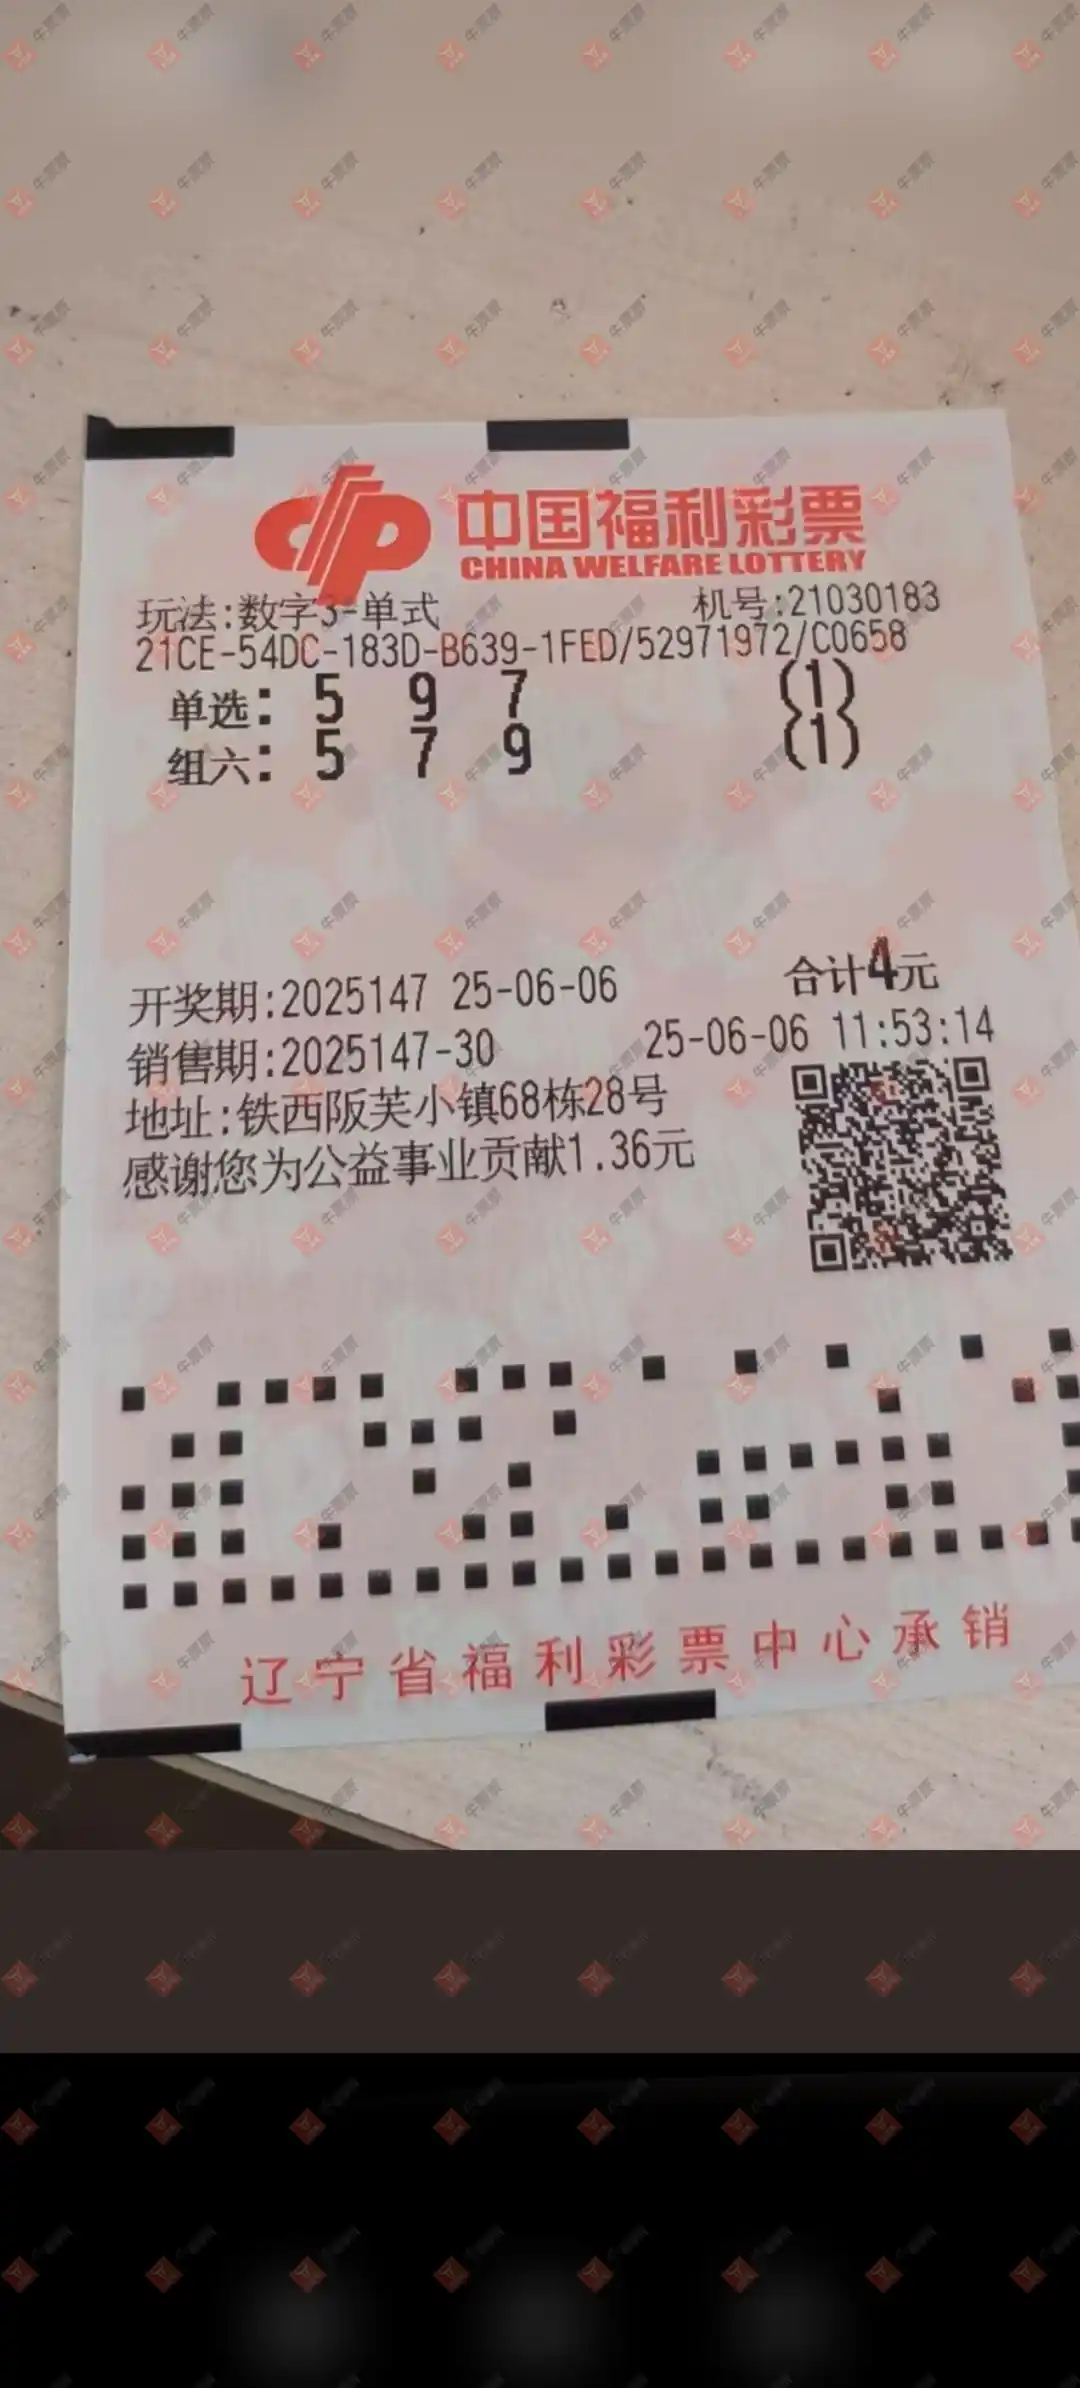 中国福利彩票
CHINA WELFARE LOTTERY
玩法:数字3-单式 机号:21030183
21CE-54DC-183D-B639-1FED/52971972/C0658
单选: 5 9 7 (1)
组六: 5 7 9 (1)
合计4元
开奖期:2025147 25-06-06
销售期:2025147-30 25-06-06 11:53:14
地址:铁西阪芙小镇68栋28号
感谢您为公益事业贡献1.36元
辽宁省福利彩票中心承销